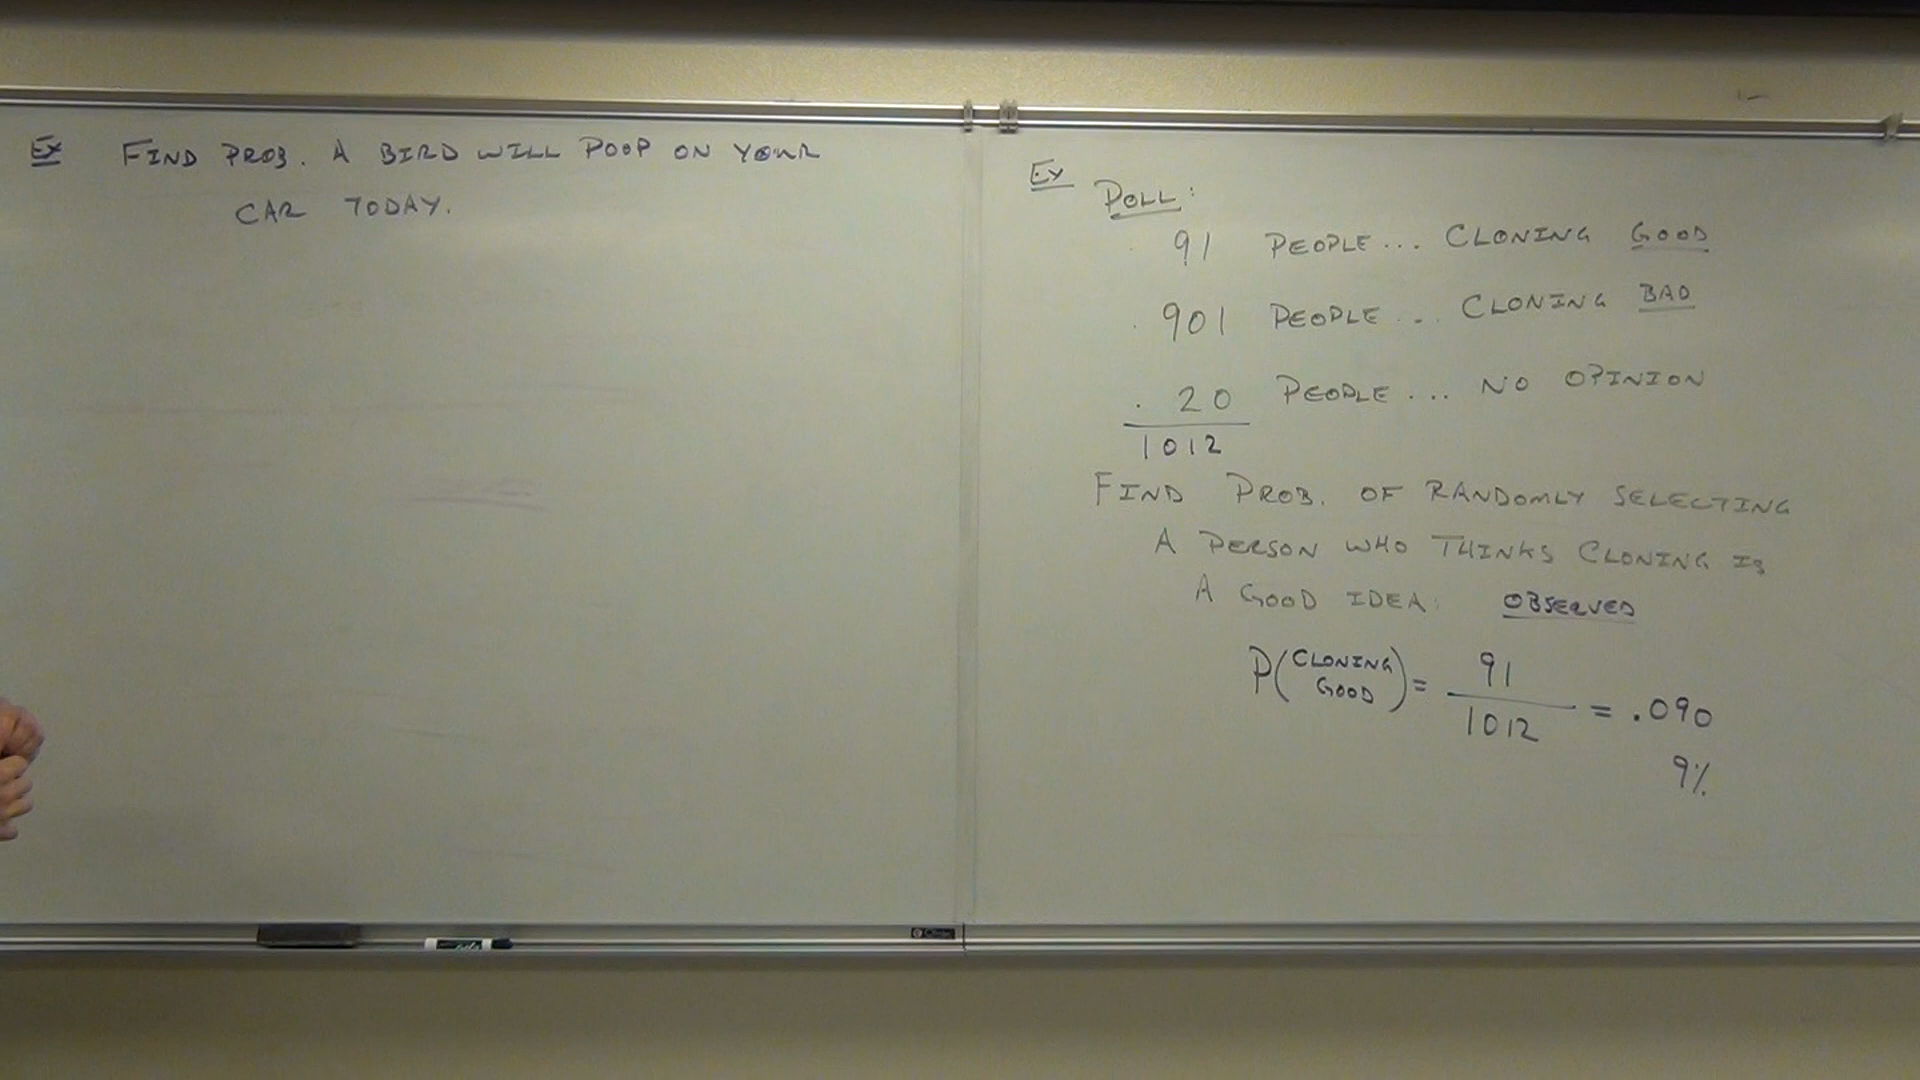 Ex FIND PROB. A BIRD WILL POOP ON YOUR
CAR TODAY.
Ex
POLL:
91 PEOPLE... CLONING GOOD
901 PEOPLE... CLONING BAD
20 PEOPLE... NO OPINION
1012
FIND PROB. OF RANDOMLY SELECTING
A PERSON WHO THINKS CLONING IS
A GOOD IDEA: OBSERVED
P(CLONING GOOD) = 91/1012 = .090
9%